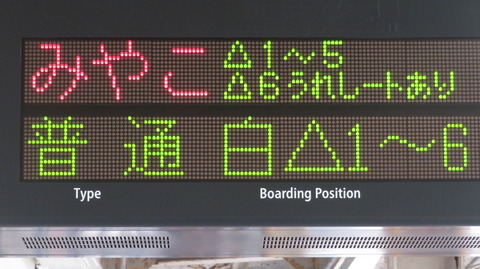 みやこ △1～5
△6うれしートあり
普通 白△1～6
Type Boarding Position